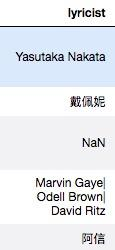 lyricist
Yasutaka Nakata
戴佩妮
NaN
Marvin Gaye|
Odell Brown|
David Ritz
阿信